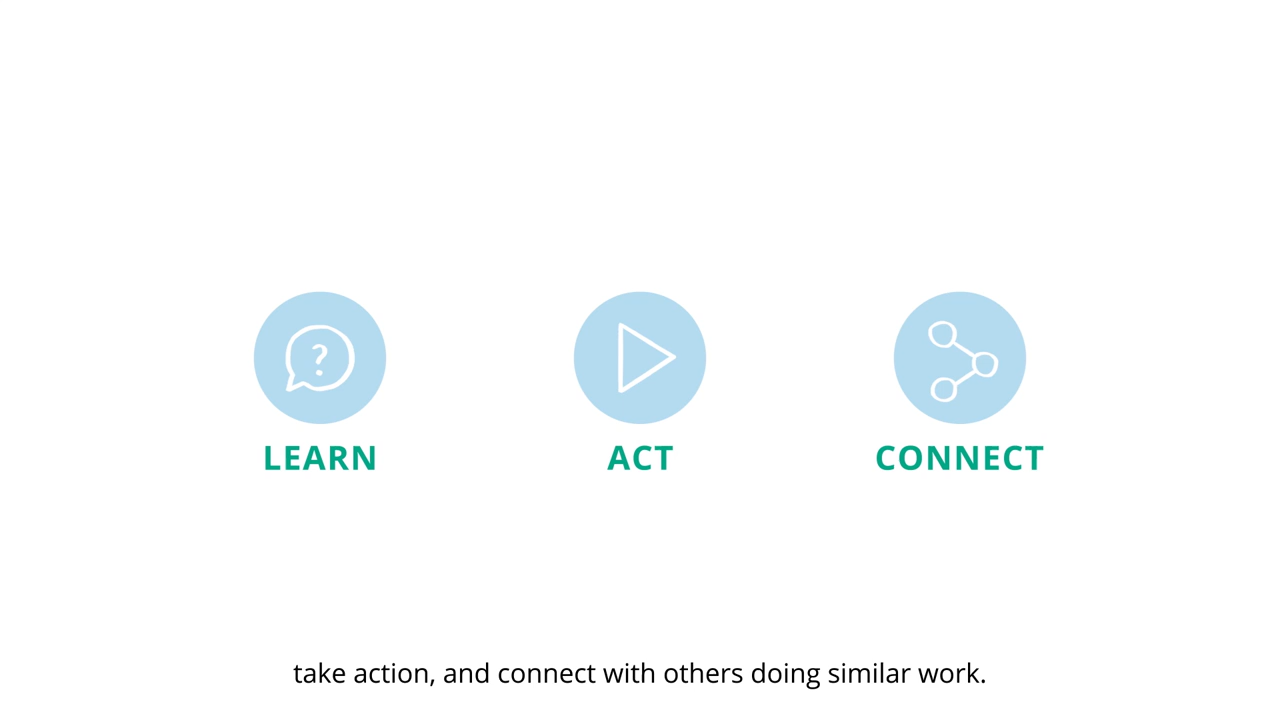 ?
LEARN
ACT
CONNECT
take action, and connect with others doing similar work.